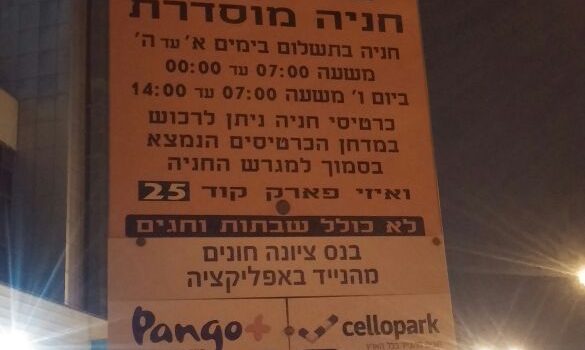 חניה מוסדרת
חניה בתשלום בימים א' עד ה'
משעה 07:00 עד 00:00
ביום ו' משעה 07:00 עד 14:00
כרטיסי חניה ניתן לרכוש
במדחן הכרטיסים הנמצא
בסמוך למגרש החניה
ואיזי פארק קוד 25
לא כולל שבתות וחגים
בנס ציונה חונים
מהנייד באפליקציה
Pango+ cellopark